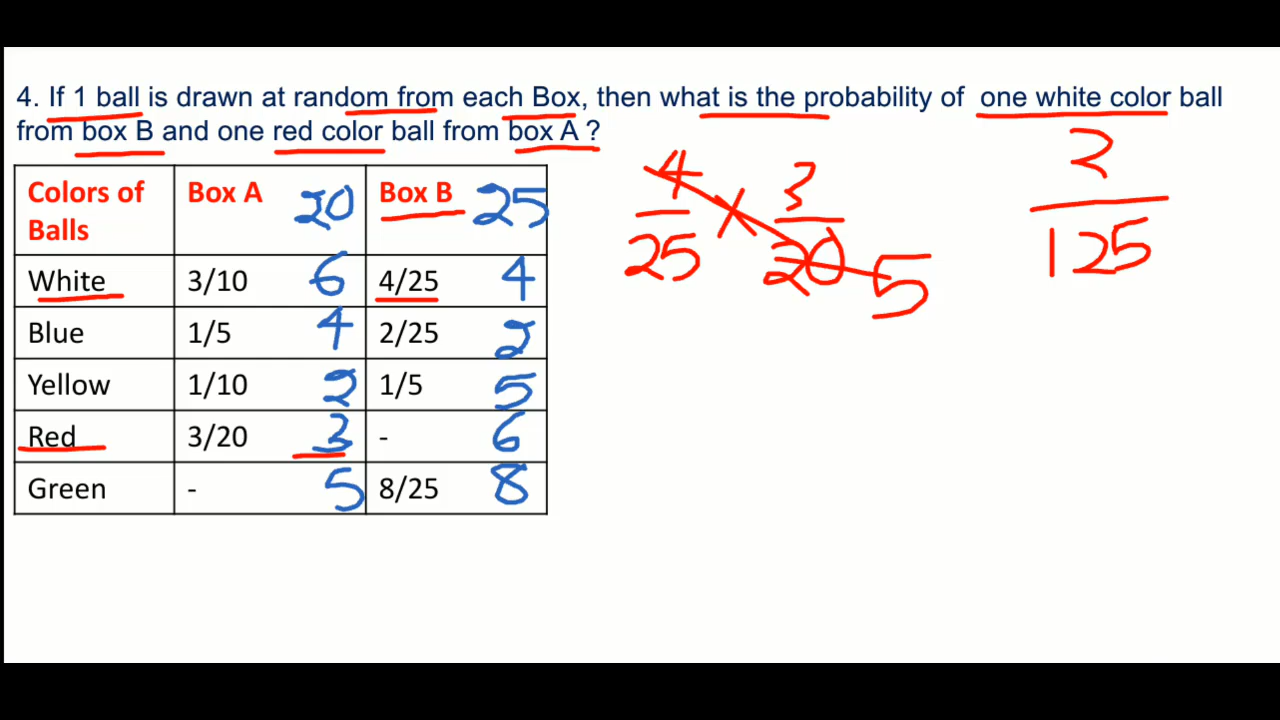 4. If 1 ball is drawn at random from each Box, then what is the probability of one white color ball
from box B and one red color ball from box A ?
Colors of Balls Box A 20 Box B 25
White 3/10 6 4/25 4
Blue 1/5 4 2/25 2
Yellow 1/10 2 1/5 5
Red 3/20 3 - 6
Green - 5 8/25 8
4/25 × 3/20 5
3/125